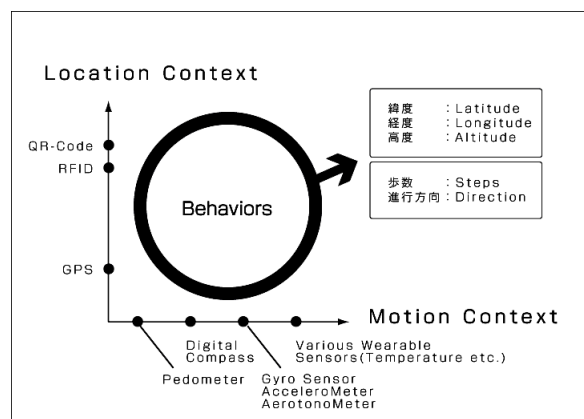 Location Context
緯度 :Latitude
経度 :Longitude
高度 :Altitude
QR-Code
RFID
歩数 :Steps
進行方向:Direction
Behaviors
GPS
Motion Context
Digital
Compass
Various Wearable
Sensors(Temperature etc.)
Pedometer
Gyro Sensor
AcceleroMeter
AerotonoMeter